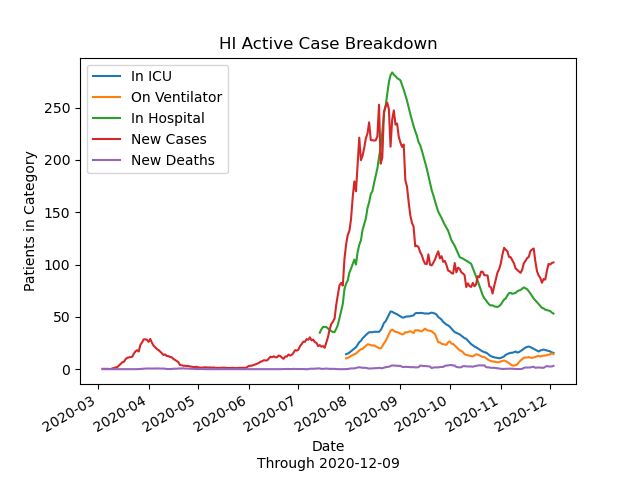 HI Active Case Breakdown
In ICU
On Ventilator
In Hospital
New Cases
New Deaths
Patients in Category
250
200
150
100
50
0
2020-03
2020-04
2020-05
2020-06
2020-07
2020-08
2020-09
2020-10
2020-11
2020-12
Date
Through 2020-12-09